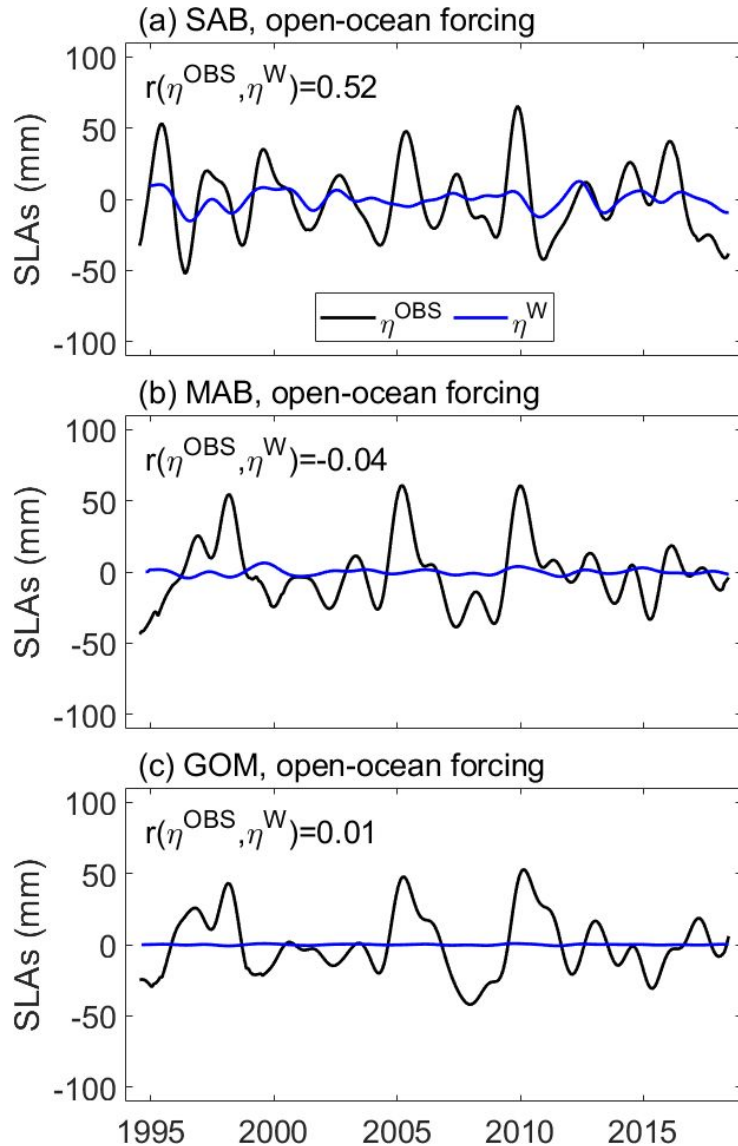 (a) SAB, open-ocean forcing
100
r(η^OBS,η^W)=0.52
50
SLAs (mm)
0
-50
η^OBS η^W
-100
(b) MAB, open-ocean forcing
100
r(η^OBS,η^W)=-0.04
50
SLAs (mm)
0
-50
-100
(c) GOM, open-ocean forcing
100
r(η^OBS,η^W)=0.01
50
SLAs (mm)
0
-50
-100
1995 2000 2005 2010 2015